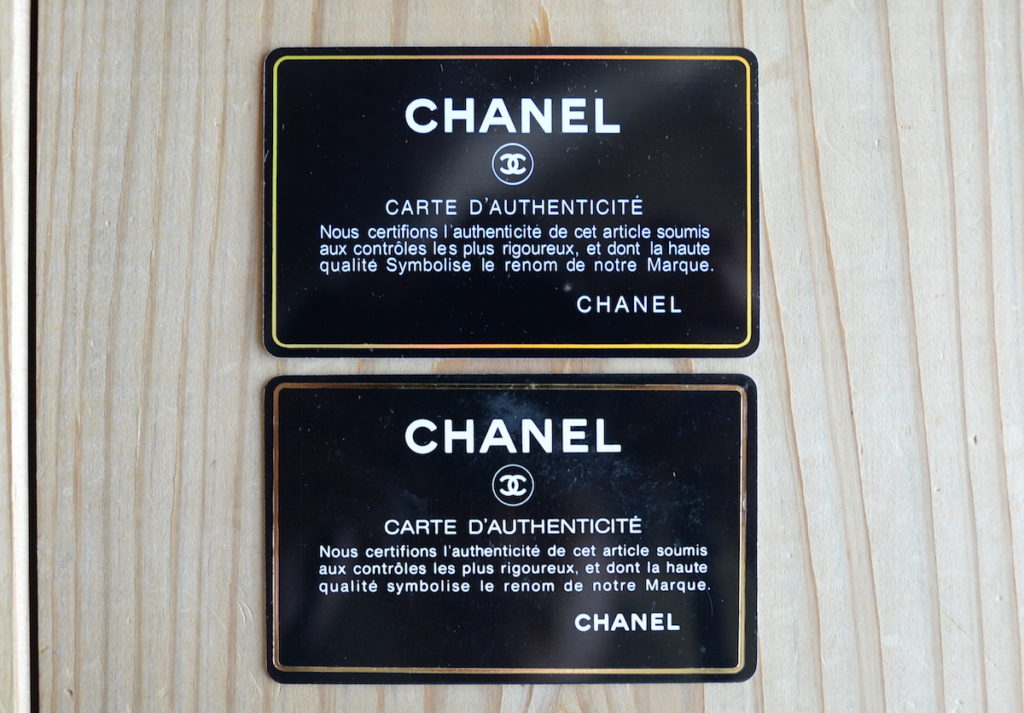 CHANEL
CARTE D'AUTHENTICITÉ
Nous certifions l'authenticité de cet article soumis
aux contrôles les plus rigoureux, et dont la haute
qualité Symbolise le renom de notre Marque.
CHANEL
CHANEL
CARTE D'AUTHENTICITÉ
Nous certifions l'authenticité de cet article soumis
aux contrôles les plus rigoureux, et dont la haute
qualité symbolise le renom de notre Marque.
CHANEL